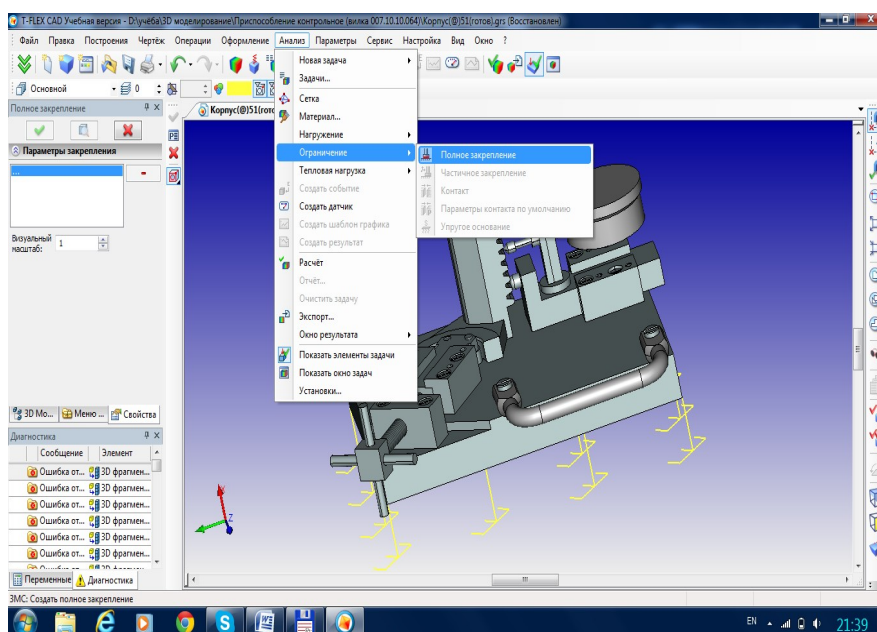 T-FLEX CAD Учебная версия - D:\учёба\3D моделирование\Приспособление контрольное (вилка 007.10.10.064)\Корпус(@)51(готов).grs (Восстановлен)
Файл Правка Построения Чертёж Операции Оформление Анализ Параметры Сервис Настройка Вид Окно ?
Основной 0
Полное закрепление
Корпус(@)51(гото
Параметры закрепления
...
Визуальный масштаб: 1
Новая задача
Задачи...
Сетка
Материал...
Нагружение
Ограничение
Тепловая нагрузка
Создать событие
Создать датчик
Создать шаблон графика
Создать результат
Расчёт
Отчёт...
Очистить задачу
Экспорт...
Окно результата
Показать элементы задачи
Показать окно задач
Установки...
Полное закрепление
Частичное закрепление
Контакт
Параметры контакта по умолчанию
Упругое основание
3D Мо... Меню ... Свойства
Диагностика
Сообщение Элемент
Ошибка от... 3D фрагмен...
Ошибка от... 3D фрагмен...
Ошибка от... 3D фрагмен...
Ошибка от... 3D фрагмен...
Ошибка от... 3D фрагмен...
Переменные Диагностика
Z
3MC: Создать полное закрепление
EN 21:39